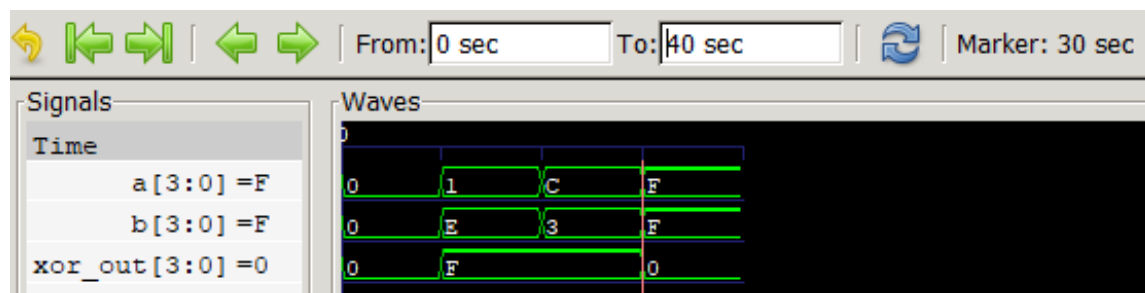 From: 0 sec To: 40 sec Marker: 30 sec
Signals Waves
Time 0
a[3:0] =F 0 1 C F
b[3:0] =F 0 E 3 F
xor_out[3:0] =0 0 F 0